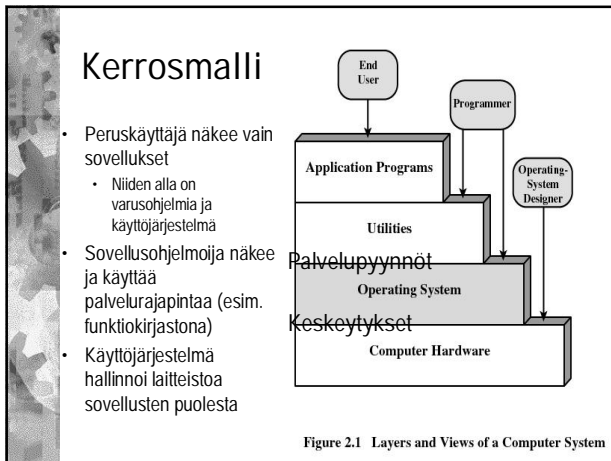 Kerrosmalli
• Peruskäyttäjä näkee vain
sovellukset
• Niiden alla on
varusohjelmia ja
käyttöjärjestelmä
• Sovellusohjelmoija näkee
ja käyttää
palvelurajapintaa (esim.
funktiokirjastona)
• Käyttöjärjestelmä
hallinnoi laitteistoa
sovellusten puolesta
End
User
Programmer
Operating-
System
Designer
Application Programs
Utilities
Palvelupyynnöt
Operating System
Keskeytykset
Computer Hardware
Figure 2.1 Layers and Views of a Computer System